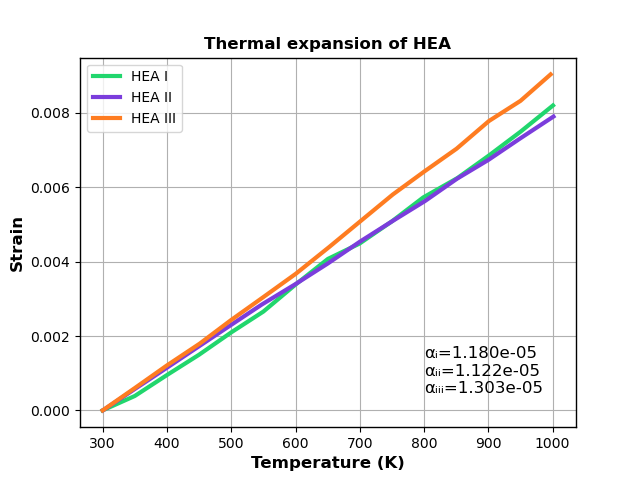 Thermal expansion of HEA
HEA I
HEA II
HEA III
0.008
0.006
0.004
0.002
0.000
Strain
αᵢ=1.180e-05
αᵢᵢ=1.122e-05
αᵢᵢᵢ=1.303e-05
300 400 500 600 700 800 900 1000
Temperature (K)